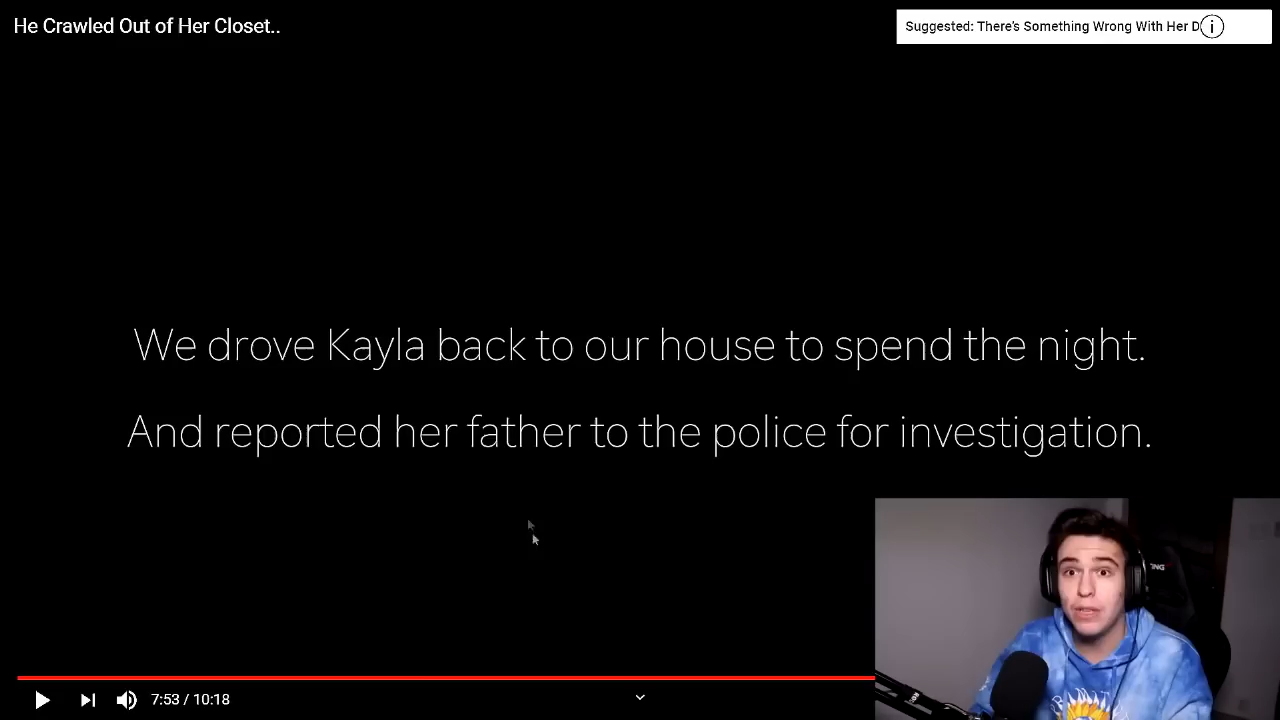 He Crawled Out of Her Closet..
Suggested: There's Something Wrong With Her D
We drove Kayla back to our house to spend the night.
And reported her father to the police for investigation.
7:53 / 10:18